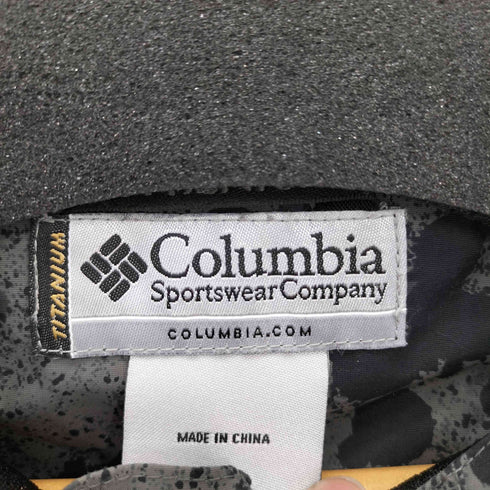 TITANIUM
Columbia
Sportswear Company
COLUMBIA.COM
MADE IN CHINA